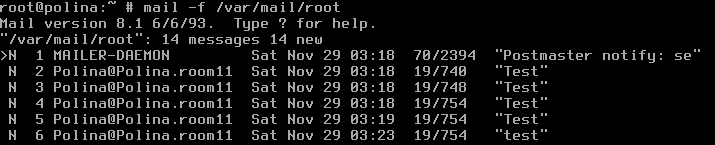 root@polina:~ # mail -f /var/mail/root
Mail version 8.1 6/6/93.  Type ? for help.
"/var/mail/root": 14 messages 14 new
>N  1 MAILER-DAEMON         Sat Nov 29 03:18  70/2394  "Postmaster notify: se"
 N  2 Polina@Polina.room11  Sat Nov 29 03:18  19/740   "Test"
 N  3 Polina@Polina.room11  Sat Nov 29 03:18  19/748   "Test"
 N  4 Polina@Polina.room11  Sat Nov 29 03:18  19/754   "Test"
 N  5 Polina@Polina.room11  Sat Nov 29 03:19  19/754   "Test"
 N  6 Polina@Polina.room11  Sat Nov 29 03:23  19/754   "test"